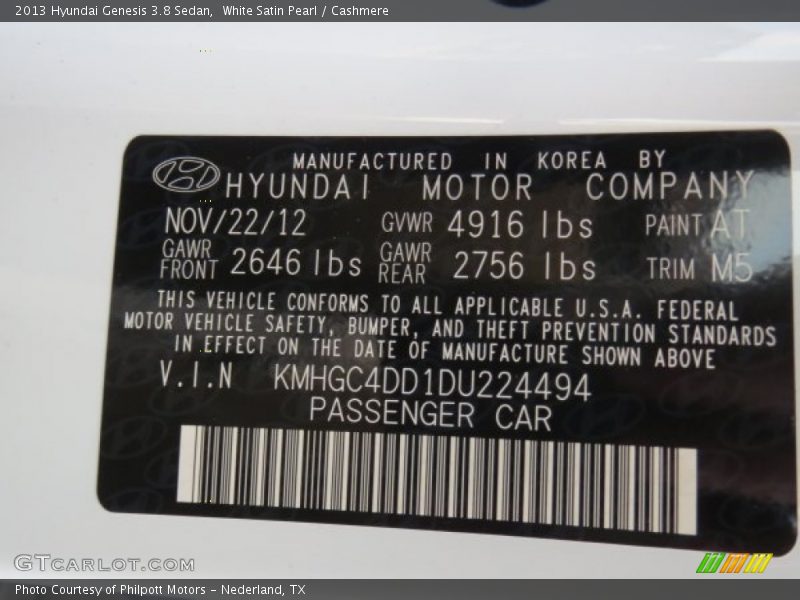 2013 Hyundai Genesis 3.8 Sedan, White Satin Pearl / Cashmere
MANUFACTURED IN KOREA BY
HYUNDAI MOTOR COMPANY
NOV/22/12 GVWR 4916 lbs PAINT AT
GAWR FRONT 2646 lbs GAWR REAR 2756 lbs TRIM M5
THIS VEHICLE CONFORMS TO ALL APPLICABLE U.S.A. FEDERAL
MOTOR VEHICLE SAFETY, BUMPER, AND THEFT PREVENTION STANDARDS
IN EFFECT ON THE DATE OF MANUFACTURE SHOWN ABOVE
V.I.N KMHGC4DD1DU224494
PASSENGER CAR
GTCARLOT.COM
Photo Courtesy of Philpott Motors - Nederland, TX